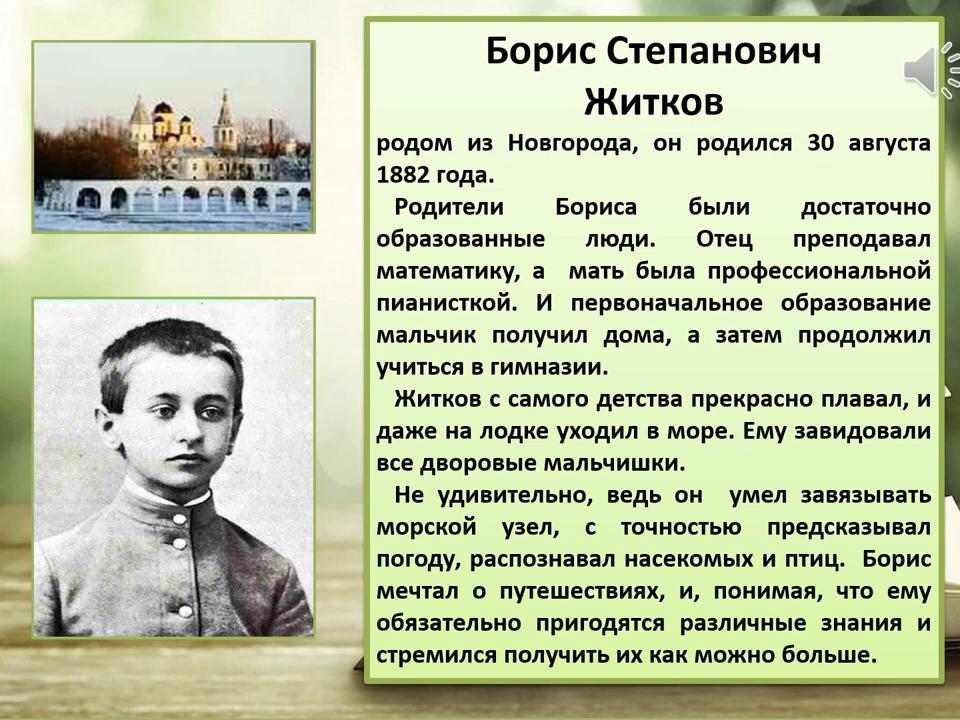 Борис Степанович
Житков
родом из Новгорода, он родился 30 августа
1882 года.
Родители Бориса были достаточно
образованные люди. Отец преподавал
математику, а мать была профессиональной
пианисткой. И первоначальное образование
мальчик получил дома, а затем продолжил
учиться в гимназии.
Житков с самого детства прекрасно плавал, и
даже на лодке уходил в море. Ему завидовали
все дворовые мальчишки.
Не удивительно, ведь он умел завязывать
морской узел, с точностью предсказывал
погоду, распознавал насекомых и птиц. Борис
мечтал о путешествиях, и, понимая, что ему
обязательно пригодятся различные знания и
стремился получить их как можно больше.